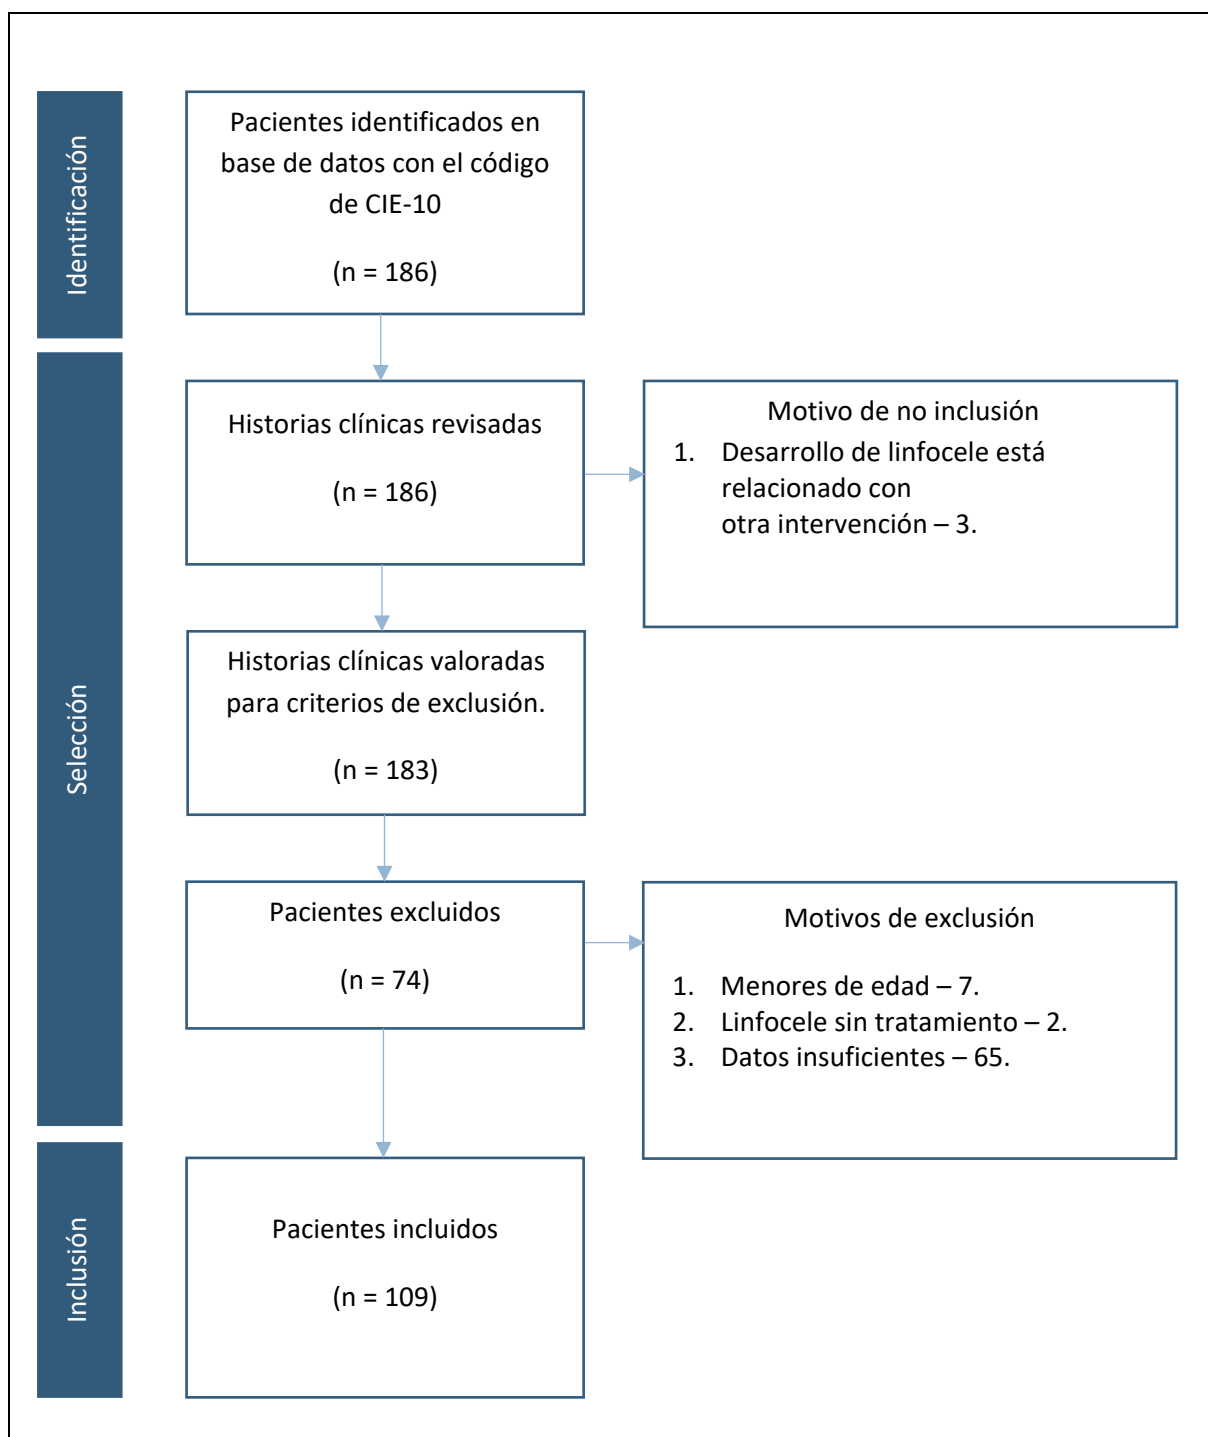 Identificación
Pacientes identificados en
base de datos con el código
de CIE-10
(n = 186)
Selección
Historias clínicas revisadas
(n = 186)
Motivo de no inclusión
1. Desarrollo de linfocele está
relacionado con
otra intervención – 3.
Historias clínicas valoradas
para criterios de exclusión.
(n = 183)
Pacientes excluidos
(n = 74)
Motivos de exclusión
1. Menores de edad – 7.
2. Linfocele sin tratamiento – 2.
3. Datos insuficientes – 65.
Inclusión
Pacientes incluidos
(n = 109)